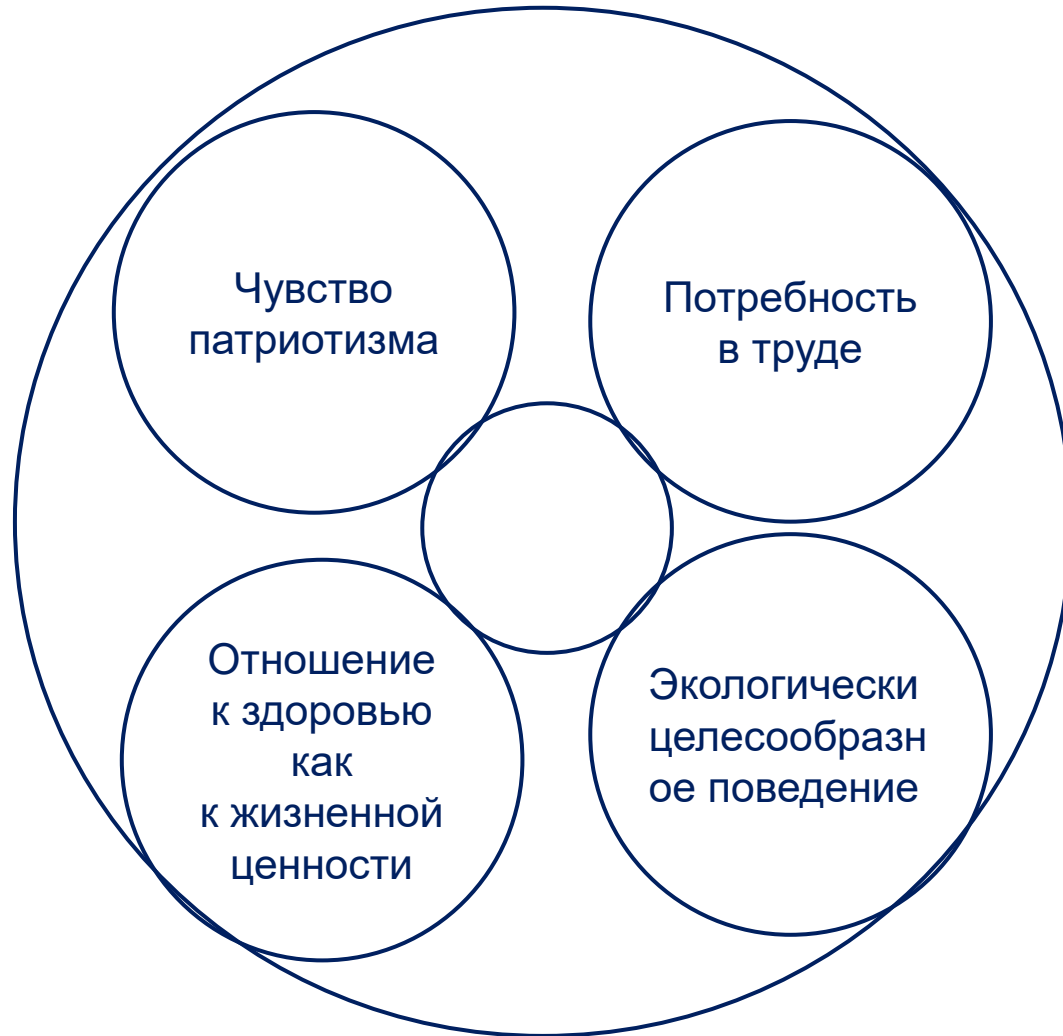 Чувство
патриотизма
Потребность
в труде
Отношение
к здоровью
как
к жизненной
ценности
Экологически
целесообразн
ое поведение